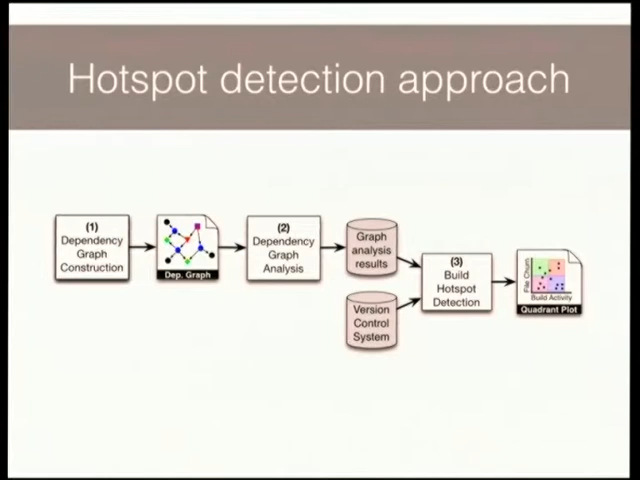 Hotspot detection approach
(1)
Dependency
Graph
Construction
Dep. Graph
(2)
Dependency
Graph
Analysis
Graph
analysis
results
Version
Control
System
(3)
Build
Hotspot
Detection
File Churn
Build Activity
Quadrant Plot